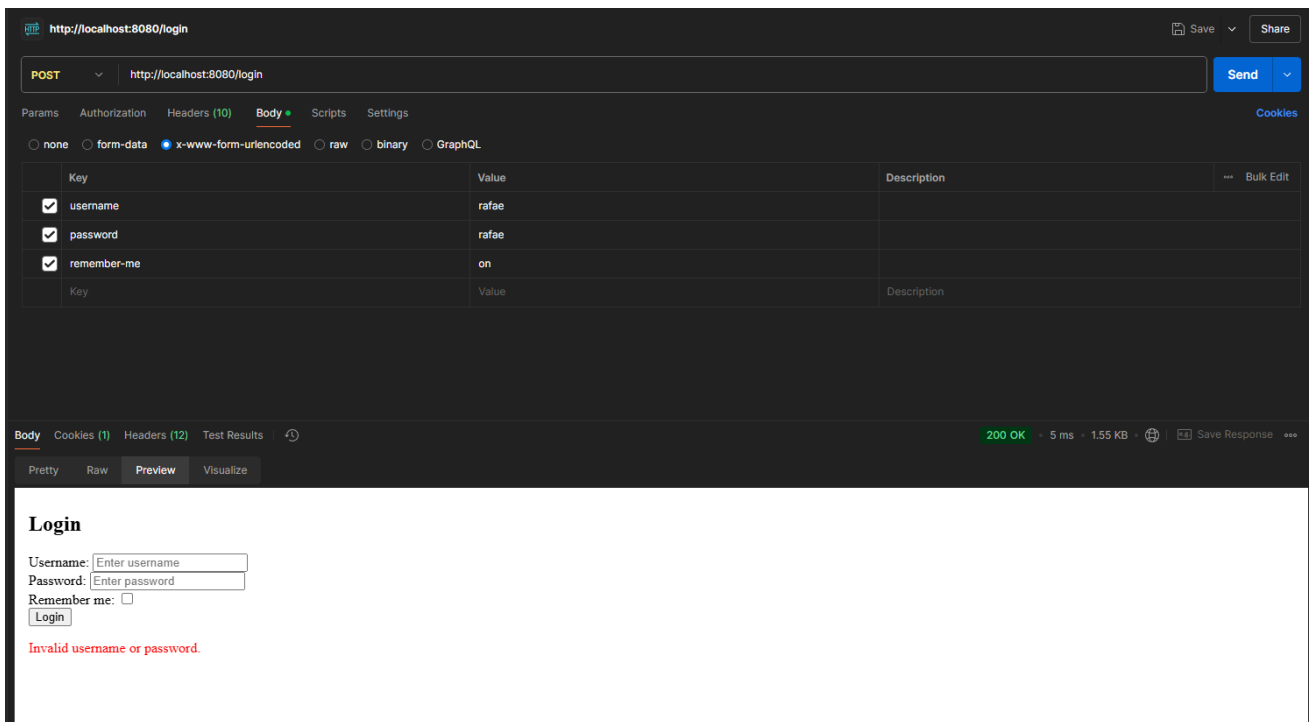 HTTP http://localhost:8080/login Save Share
POST http://localhost:8080/login Send
Params Authorization Headers (10) Body Scripts Settings Cookies
none form-data x-www-form-urlencoded raw binary GraphQL
Key Value Description Bulk Edit
username rafae
password rafae
remember-me on
Key Value Description
Body Cookies (1) Headers (12) Test Results 200 OK 5 ms 1.55 KB Save Response
Pretty Raw Preview Visualize
Login
Username: Enter username
Password: Enter password
Remember me:
Login
Invalid username or password.